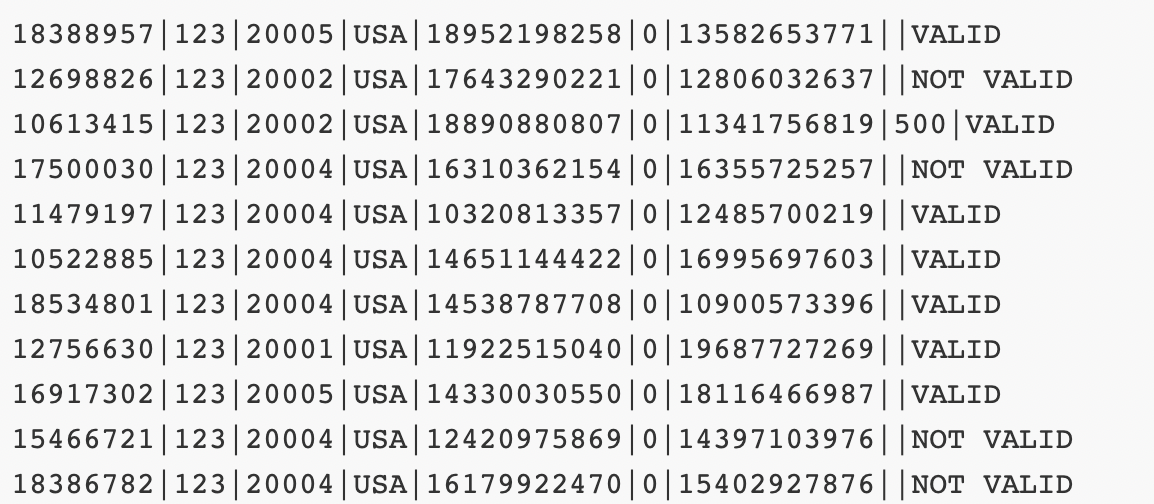 18388957|123|20005|USA|18952198258|0|13582653771||VALID
12698826|123|20002|USA|17643290221|0|12806032637||NOT VALID
10613415|123|20002|USA|18890880807|0|11341756819|500|VALID
17500030|123|20004|USA|16310362154|0|16355725257||NOT VALID
11479197|123|20004|USA|10320813357|0|12485700219||VALID
10522885|123|20004|USA|14651144422|0|16995697603||VALID
18534801|123|20004|USA|14538787708|0|10900573396||VALID
12756630|123|20001|USA|11922515040|0|19687727269||VALID
16917302|123|20005|USA|14330030550|0|18116466987||VALID
15466721|123|20004|USA|12420975869|0|14397103976||NOT VALID
18386782|123|20004|USA|16179922470|0|15402927876||NOT VALID